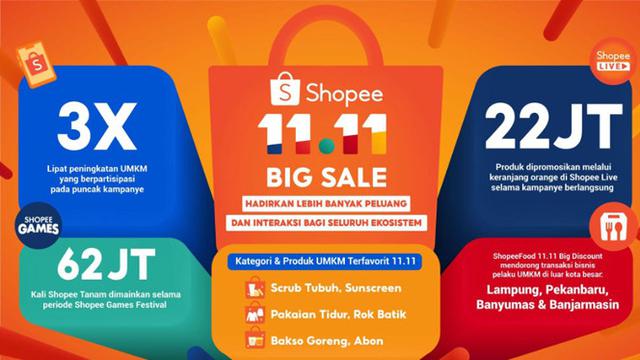 Shopee
11.11
BIG SALE
HADIRKAN LEBIH BANYAK PELUANG
DAN INTERAKSI BAGI SELURUH EKOSISTEM
3X
Lipat peningkatan UMKM
yang berpartisipasi
pada puncak kampanye
Shopee
LIVE
22JT
Produk dipromosikan melalui
keranjang orange di Shopee Live
selama kampanye berlangsung
SHOPEE
GAMES
62JT
Kali Shopee Tanam dimainkan selama
periode Shopee Games Festival
Kategori & Produk UMKM Terfavorit 11.11
Scrub Tubuh, Sunscreen
Pakaian Tidur, Rok Batik
Bakso Goreng, Abon
ShopeeFood 11.11 Big Discount
mendorong transaksi bisnis
pelaku UMKM di luar kota besar:
Lampung, Pekanbaru,
Banyumas & Banjarmasin